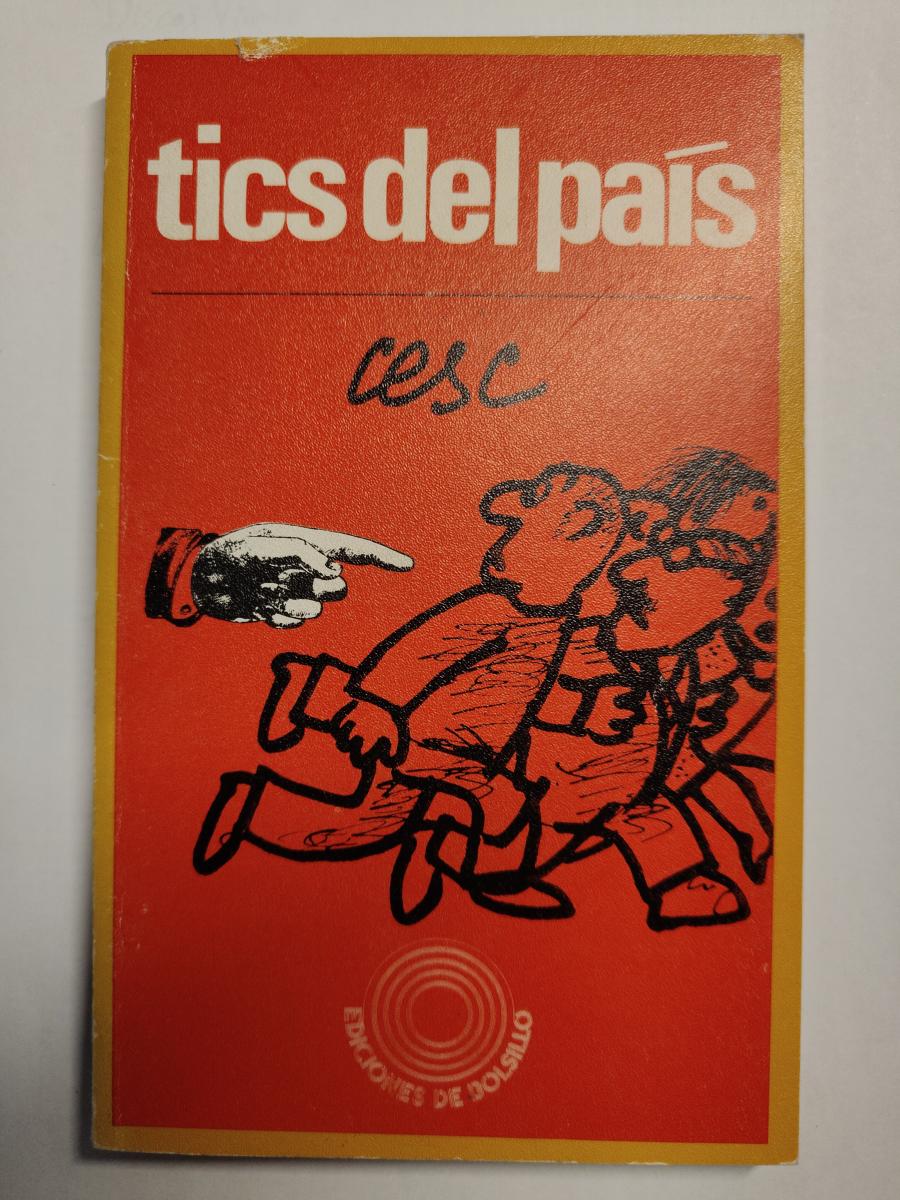 tics del país
cesc
EDICIONES DE BOLSILLO